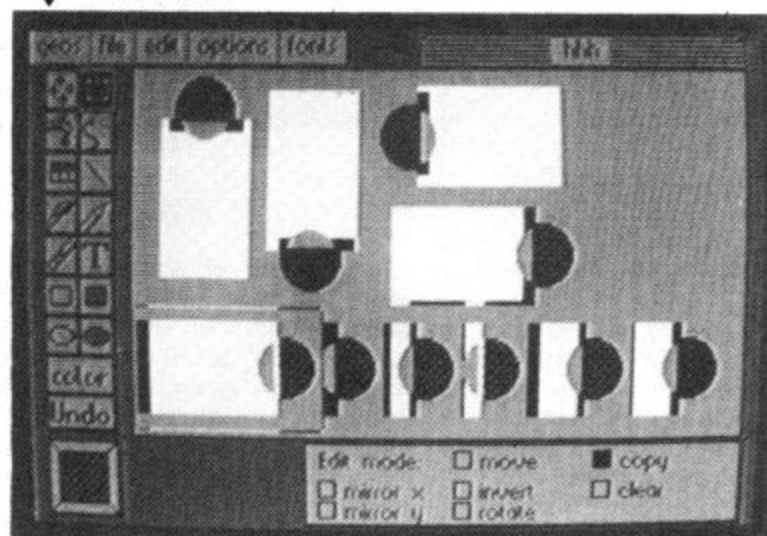 geos file edit options fonts hhh
T
color
Undo
Edit mode: move copy
mirror x invert clear
mirror y rotate